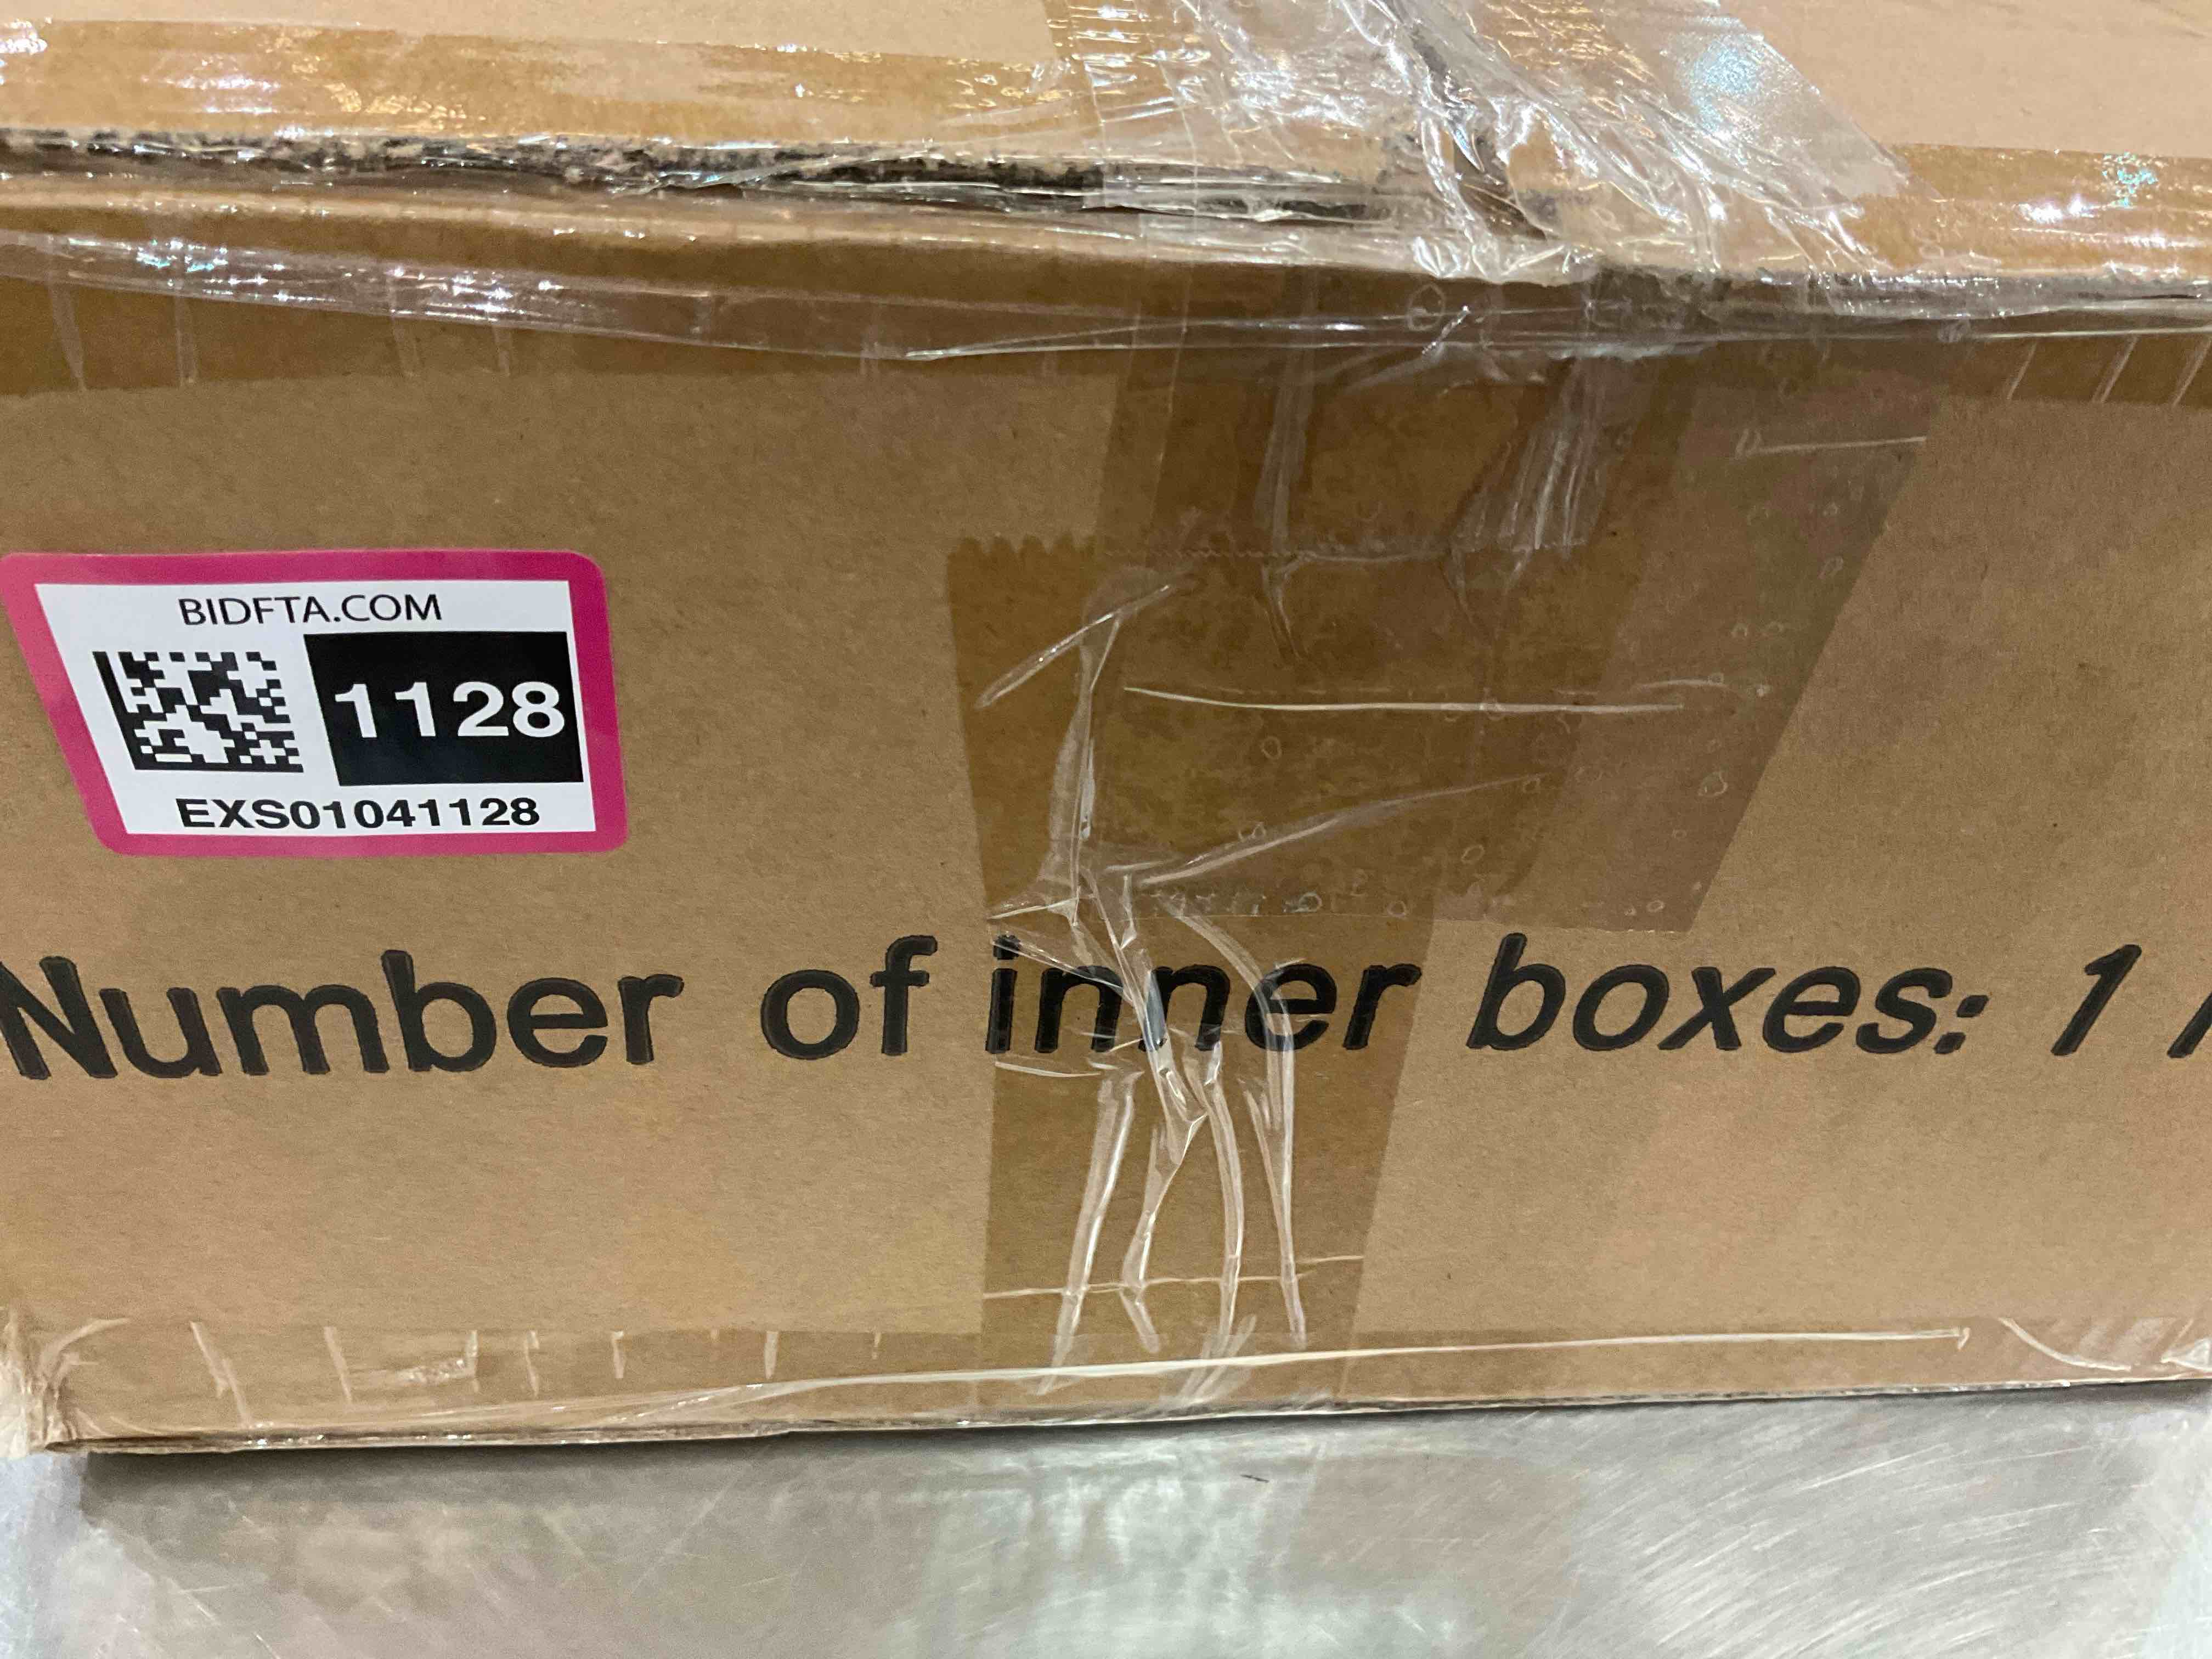 BIDFTA.COM
1128
EXS01041128
Number of inner boxes: 1